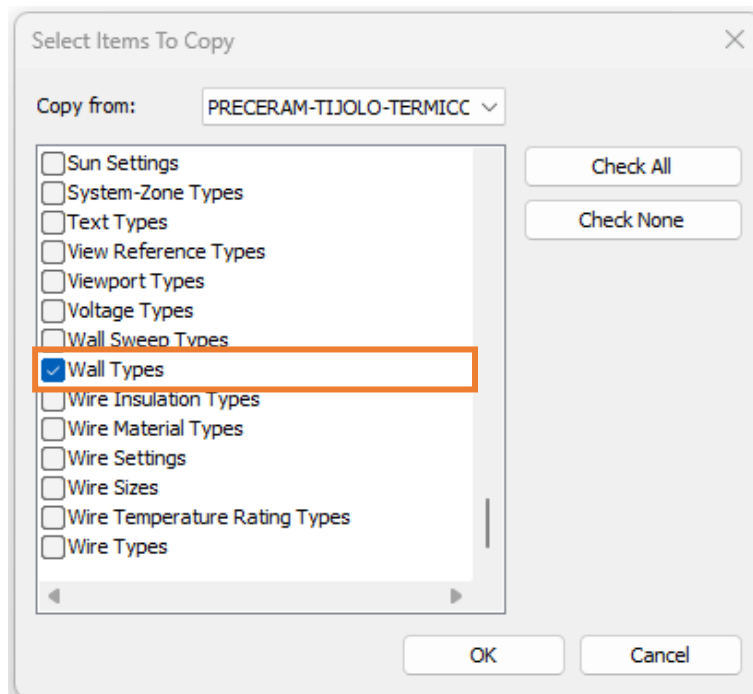 Select Items To Copy
Copy from: PRECERAM-TIJOLO-TERMICC
Sun Settings
System-Zone Types
Text Types
View Reference Types
Viewport Types
Voltage Types
Wall Sweep Types
Wall Types
Wire Insulation Types
Wire Material Types
Wire Settings
Wire Sizes
Wire Temperature Rating Types
Wire Types
Check All
Check None
OK Cancel